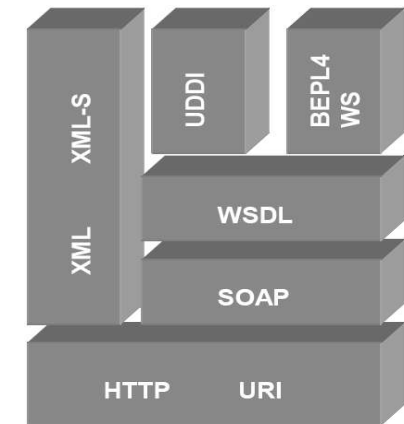 XML XML-S
UDDI
BEPL4
WS
WSDL
SOAP
HTTP URI